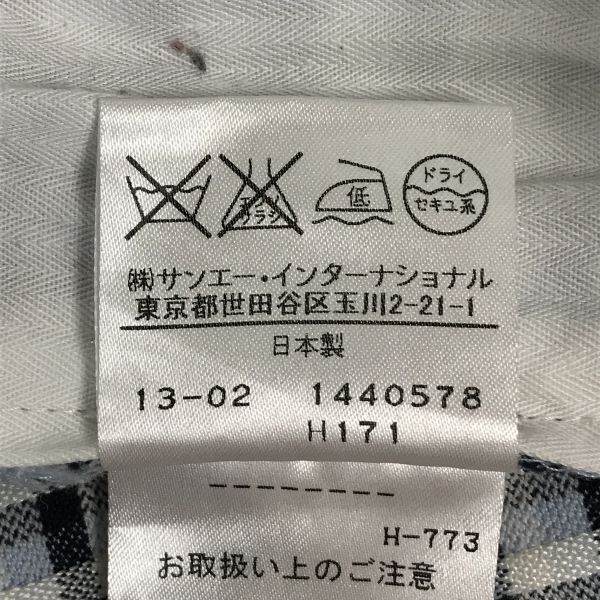 エンソ
サラシ
低
ドライ
セキユ系
㈱サンエー・インターナショナル
東京都世田谷区玉川2-21-1
日本製
13-02 1440578
H171
--------
H-773
お取扱い上のご注意